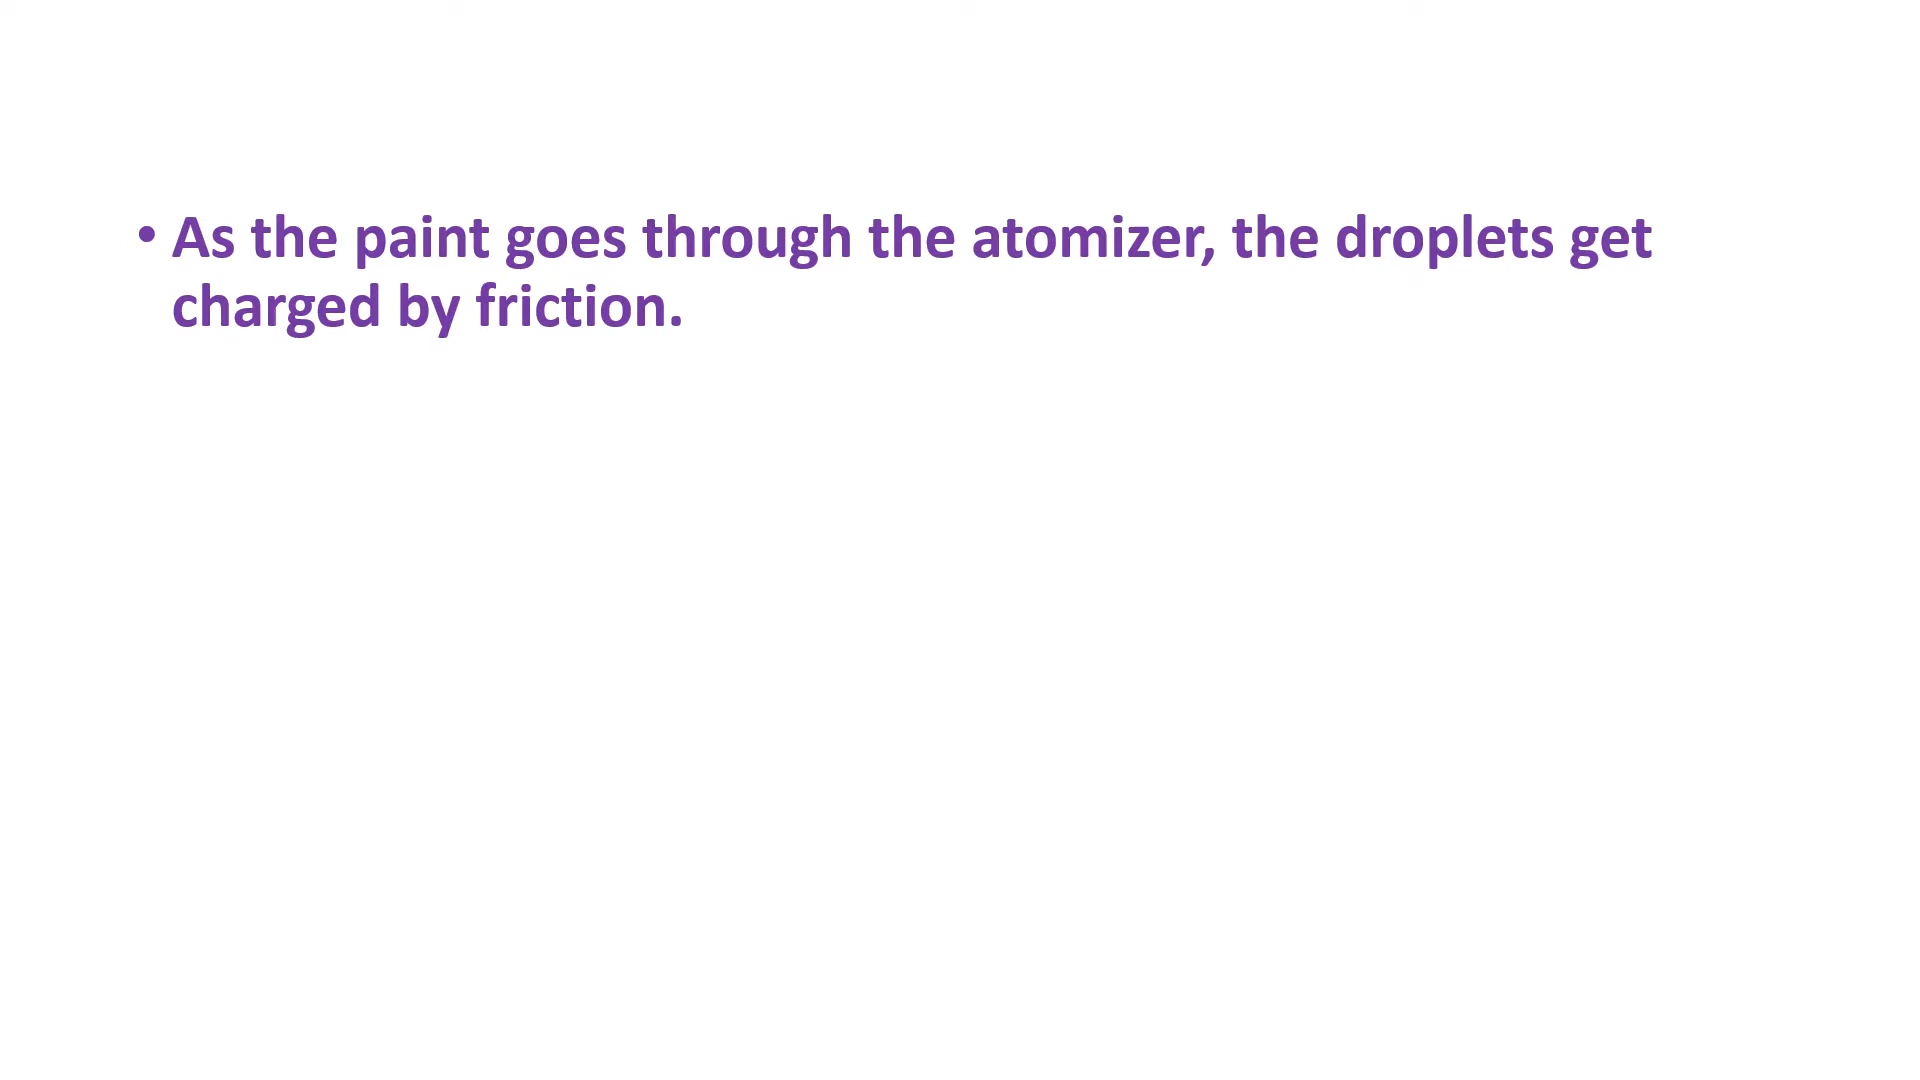 • As the paint goes through the atomizer, the droplets get
charged by friction.